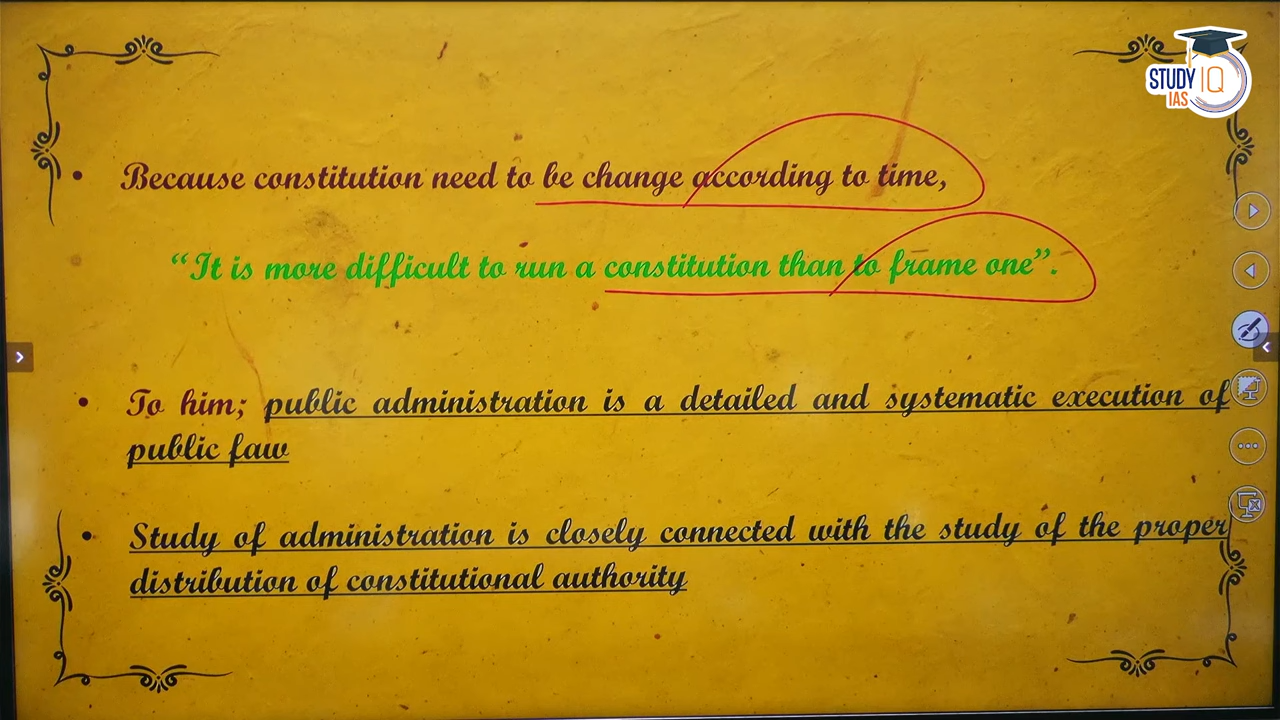 STUDY IQ
IAS
• Because constitution need to be change according to time,
“It is more difficult to run a constitution than to frame one”.
• To him; public administration is a detailed and systematic execution of
public faw
• Study of administration is closely connected with the study of the proper
distribution of constitutional authority